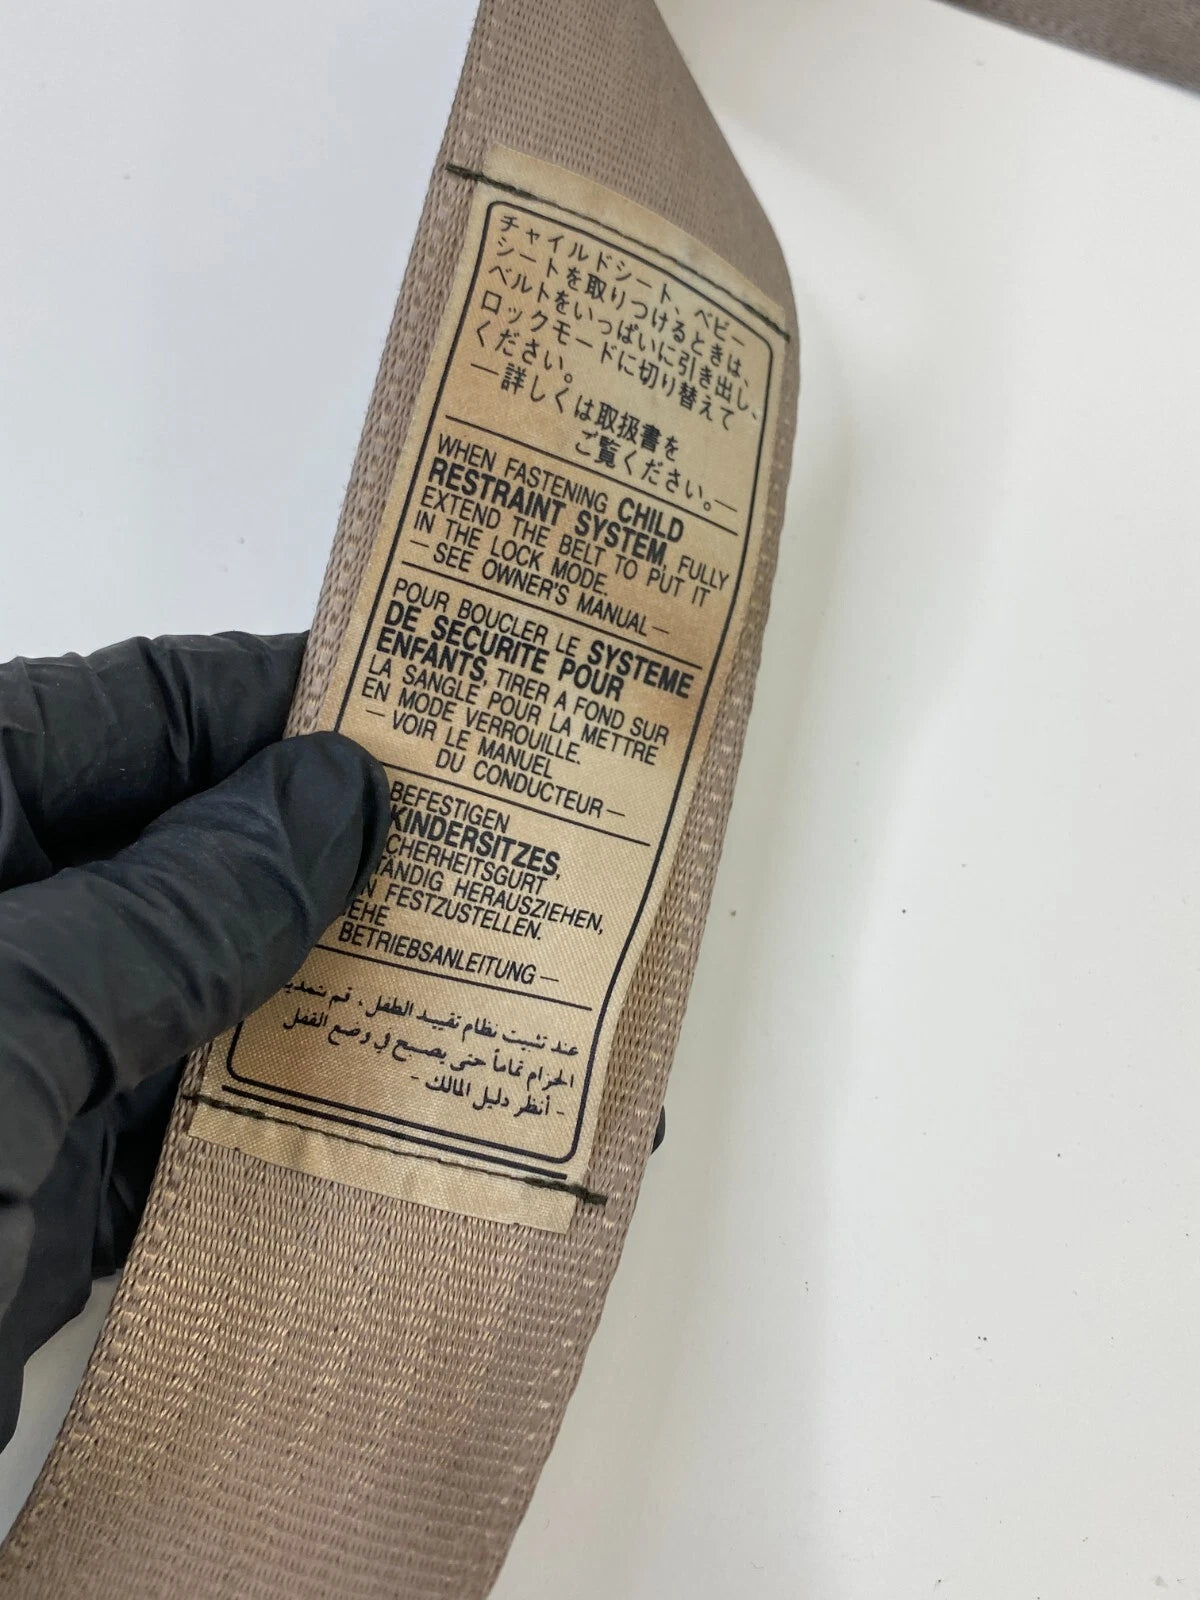 チャイルドシート、ベビー
シートを取りつけるときは、
ベルトをいっぱいに引き出し、
ロックモードに切り替えて
ください。
―詳しくは取扱書を
ご覧ください。―
WHEN FASTENING CHILD
RESTRAINT SYSTEM, FULLY
EXTEND THE BELT TO PUT IT
IN THE LOCK MODE.
— SEE OWNER'S MANUAL —
POUR BOUCLER LE SYSTEME
DE SECURITE POUR
ENFANTS, TIRER A FOND SUR
LA SANGLE POUR LA METTRE
EN MODE VERROUILLE.
— VOIR LE MANUEL
DU CONDUCTEUR —
BEFESTIGEN
KINDERSITZES,
CHERHEITSGURT
TÄNDIG HERAUSZIEHEN,
N FESTZUSTELLEN.
EHE
BETRIEBSANLEITUNG —
عند تثبيت نظام تقييد الطفل، قم بتمديد
الحزام تماماً حتى يصبح في وضع القفل
- أنظر دليل المالك -